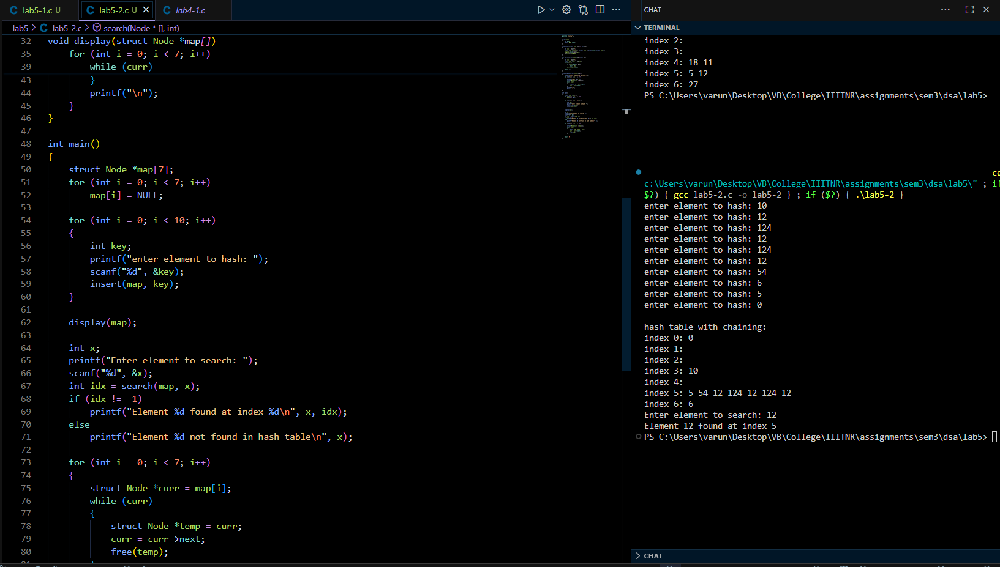 lab5-1.c U
lab5-2.c U
lab4-1.c
lab5 > C lab5-2.c > search(Node * [], int)
32 void display(struct Node *map[])
35 for (int i = 0; i < 7; i++)
39 while (curr)
43 }
44 printf("\n");
45 }
46 }
47
48 int main()
49 {
50 struct Node *map[7];
51 for (int i = 0; i < 7; i++)
52 map[i] = NULL;
53
54 for (int i = 0; i < 10; i++)
55 {
56 int key;
57 printf("enter element to hash: ");
58 scanf("%d", &key);
59 insert(map, key);
60 }
61
62 display(map);
63
64 int x;
65 printf("Enter element to search: ");
66 scanf("%d", &x);
67 int idx = search(map, x);
68 if (idx != -1)
69 printf("Element %d found at index %d\n", x, idx);
70 else
71 printf("Element %d not found in hash table\n", x);
72
73 for (int i = 0; i < 7; i++)
74 {
75 struct Node *curr = map[i];
76 while (curr)
77 {
78 struct Node *temp = curr;
79 curr = curr->next;
80 free(temp);
CHAT
TERMINAL
index 2:
index 3:
index 4: 18 11
index 5: 5 12
index 6: 27
PS C:\Users\varun\Desktop\VB\College\IIITNR\assignments\sem3\dsa\lab5>
c:\Users\varun\Desktop\VB\College\IIITNR\assignments\sem3\dsa\lab5\" ; if
$?) { gcc lab5-2.c -o lab5-2 } ; if ($?) { .\lab5-2 }
enter element to hash: 10
enter element to hash: 12
enter element to hash: 124
enter element to hash: 12
enter element to hash: 124
enter element to hash: 12
enter element to hash: 54
enter element to hash: 6
enter element to hash: 5
enter element to hash: 0
hash table with chaining:
index 0: 0
index 1:
index 2:
index 3: 10
index 4:
index 5: 5 54 12 124 12 124 12
index 6: 6
Enter element to search: 12
Element 12 found at index 5
PS C:\Users\varun\Desktop\VB\College\IIITNR\assignments\sem3\dsa\lab5>
CHAT